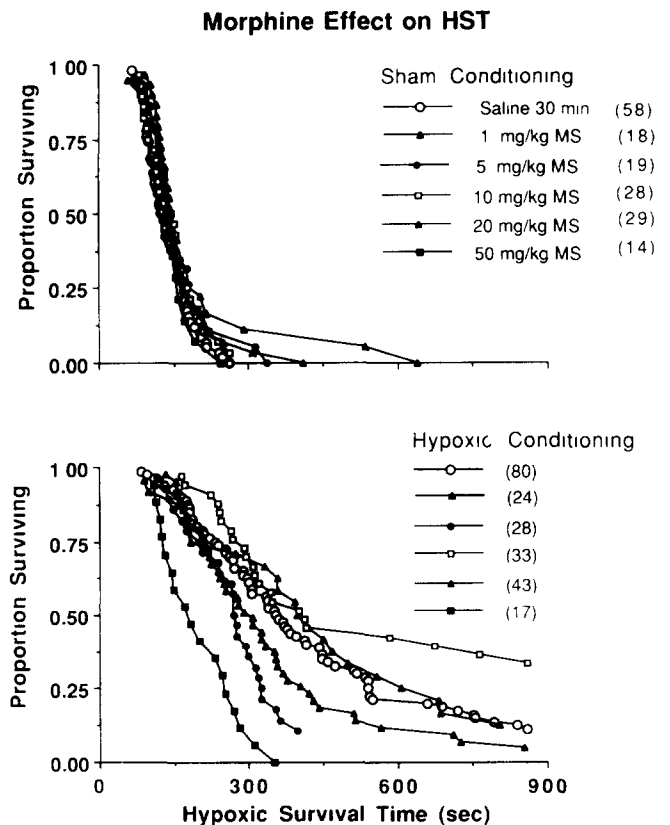 Morphine Effect on HST
Proportion Surviving
1 00
0.75
0 50
0.25
0.00
Sham Conditioning
Saline 30 min (58)
1 mg/kg MS (18)
5 mg/kg MS (19)
10 mg/kg MS (28)
20 mg/kg MS (29)
50 mg/kg MS (14)
Proportion Surviving
1 00
0.75
0.50
0.25
0.00
Hypoxic Conditioning
(80)
(24)
(28)
(33)
(43)
(17)
0 300 600 900
Hypoxic Survival Time (sec)